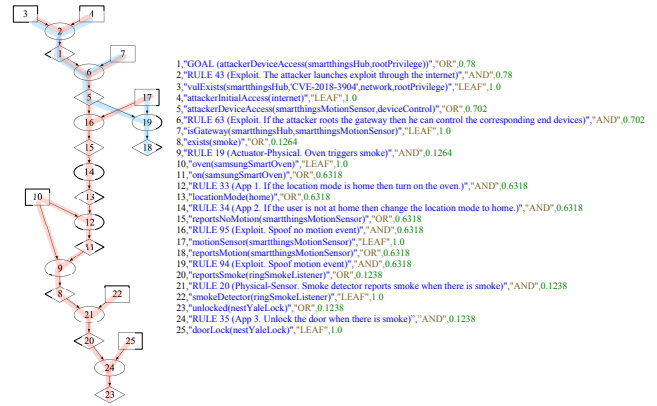 3
4
2
1
7
6
5
17
16
19
15
18
14
10
13
12
11
9
8
22
21
20
25
24
23
1,"GOAL (attackerDeviceAccess(smartthingsHub,rootPrivilege))","OR",0.78
2,"RULE 43 (Exploit. The attacker launches exploit through the internet)","AND",0.78
3,"vulExists(smartthingsHub,'CVE-2018-3904',network,rootPrivilege)","LEAF",1.0
4,"attackerInitialAccess(internet)","LEAF",1.0
5,"attackerDeviceAccess(smartthingsMotionSensor,deviceControl)","OR",0.702
6,"RULE 63 (Exploit. If the attacker roots the gateway then he can control the corresponding end devices)","AND",0.702
7,"isGateway(smartthingsHub,smartthingsMotionSensor)","LEAF",1.0
8,"exists(smoke)","OR",0.1264
9,"RULE 19 (Actuator-Physical. Oven triggers smoke)","AND",0.1264
10,"oven(samsungSmartOven)","LEAF",1.0
11,"on(samsungSmartOven)","OR",0.6318
12,"RULE 33 (App 1. If the location mode is home then turn on the oven.)","AND",0.6318
13,"locationMode(home)","OR",0.6318
14,"RULE 34 (App 2. If the user is not at home then change the location mode to home.)","AND",0.6318
15,"reportsNoMotion(smartthingsMotionSensor)","OR",0.6318
16,"RULE 95 (Exploit. Spoof no motion event)","AND",0.6318
17,"motionSensor(smartthingsMotionSensor)","LEAF",1.0
18,"reportsMotion(smartthingsMotionSensor)","OR",0.6318
19,"RULE 94 (Exploit. Spoof motion event)","AND",0.6318
20,"reportsSmoke(ringSmokeListener)","OR",0.1238
21,"RULE 20 (Physical-Sensor. Smoke detector reports smoke when there is smoke)","AND",0.1238
22,"smokeDetector(ringSmokeListener)","LEAF",1.0
23,"unlocked(nestYaleLock)","OR",0.1238
24,"RULE 35 (App 3. Unlock the door when there is smoke)","AND",0.1238
25,"doorLock(nestYaleLock)","LEAF",1.0